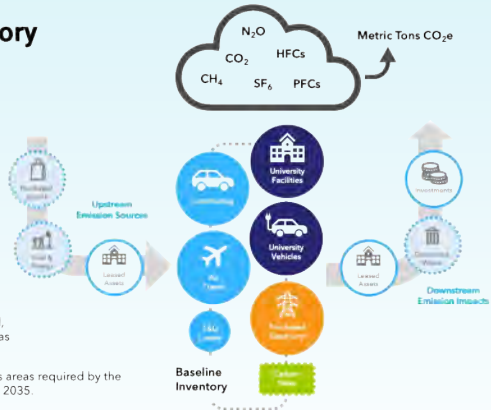 ory
N₂O
CO₂
HFCs
CH₄
SF₆
PFCs
Metric Tons CO₂e
University
Facilities
Commuting
Upstream
Emission Sources
Leased
Assets
Air
Travel
University
Vehicles
Purchased
Electricity
Investments
Leased
Assets
Downstream
Emission Impacts
Baseline
Inventory
as
s areas required by the
2035.